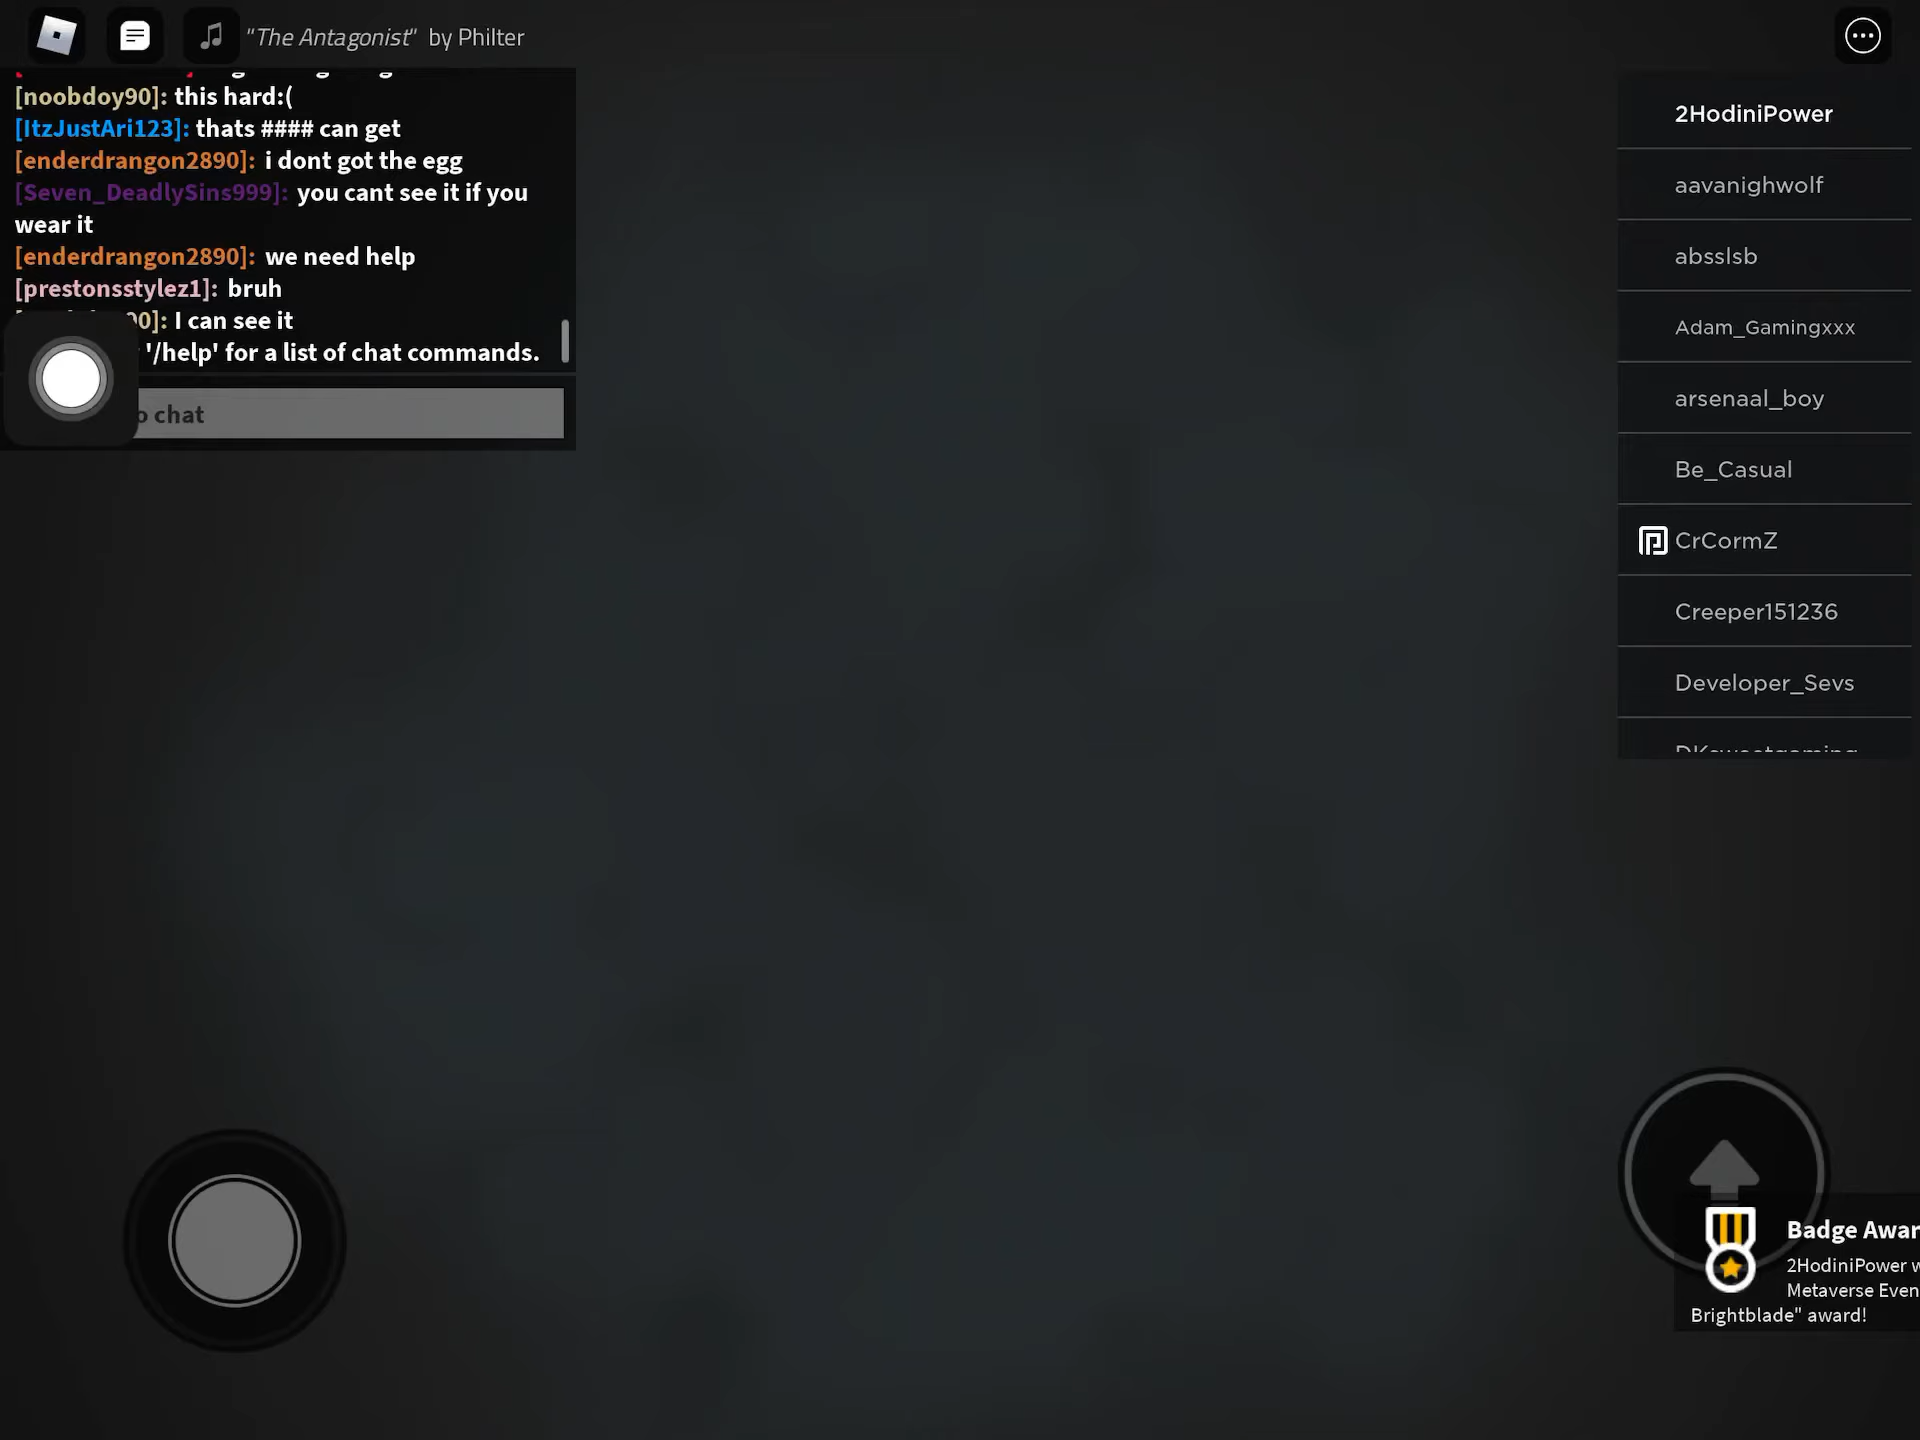 "The Antagonist" by Philter
[noobdoy90]: this hard:(
[ItzJustAri123]: thats #### can get
[enderdrangon2890]: i dont got the egg
[Seven_DeadlySins999]: you cant see it if you
wear it
[enderdrangon2890]: we need help
[prestonsstylez1]: bruh
90]: I can see it
'/help' for a list of chat commands.
o chat
2HodiniPower
aavanighwolf
absslsb
Adam_Gamingxxx
arsenaal_boy
Be_Casual
CrCormZ
Creeper151236
Developer_Sevs
Badge Awar
2HodiniPower w
Metaverse Even
Brightblade" award!